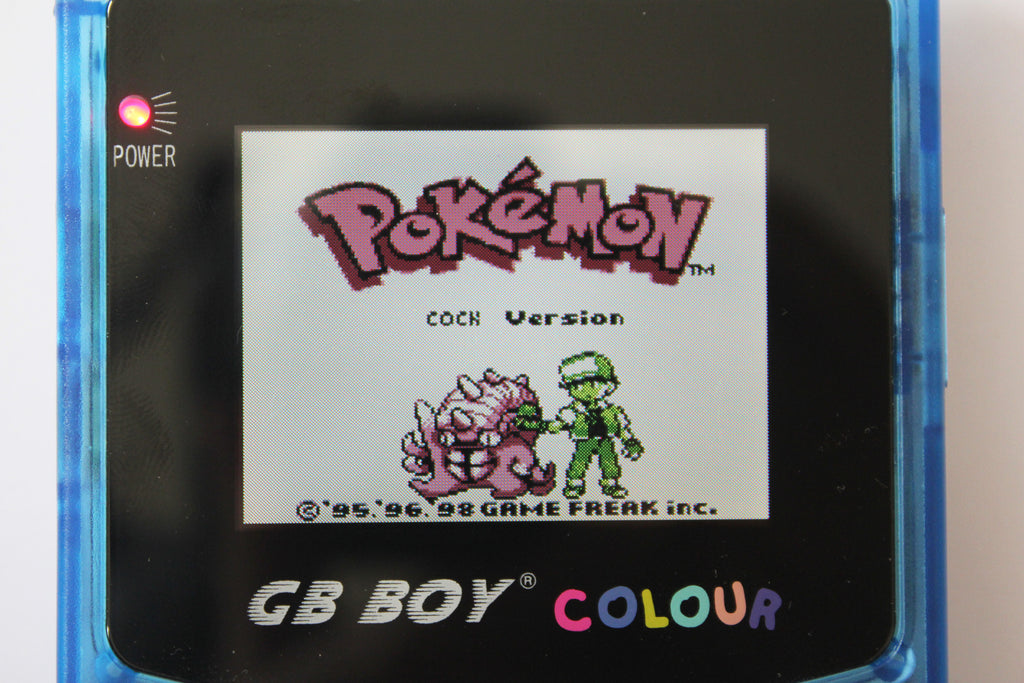 POWER
POKéMON
TM
COCK Version
©'95.'96.'98 GAME FREAK inc.
GB BOY® COLOUR